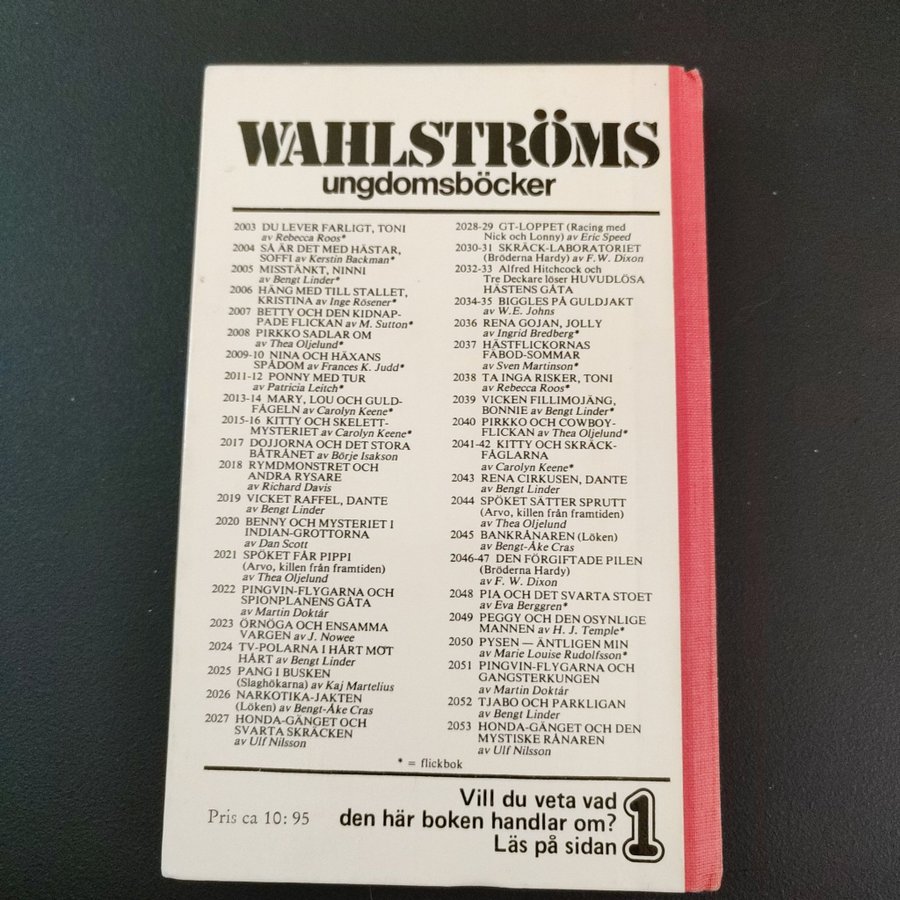 WAHLSTRÖMS
ungdomsböcker
2003 DU LEVER FARLIGT, TONI
av Rebecca Roos*
2004 SÅ ÄR DET MED HÄSTAR,
SOFFI av Kerstin Backman*
2005 MISSTÄNKT, NINNI
av Bengt Linder*
2006 HÄNG MED TILL STALLET,
KRISTINA av Inge Rösener*
2007 BETTY OCH DEN KIDNAP-
PADE FLICKAN av M. Sutton*
2008 PIRKKO SADLAR OM
av Thea Oljelund*
2009-10 NINA OCH HÄXANS
SPÅDOM av Frances K. Judd*
2011-12 PONNY MED TUR
av Patricia Leitch*
2013-14 MARY, LOU OCH GULD-
FÅGELN av Carolyn Keene*
2015-16 KITTY OCH SKELETT-
MYSTERIET av Carolyn Keene*
2017 DOJJORNA OCH DET STORA
BÅTRÅNET av Börje Isakson
2018 RYMDMONSTRET OCH
ANDRA RYSARE
av Richard Davis
2019 VICKET RAFFEL, DANTE
av Bengt Linder
2020 BENNY OCH MYSTERIET I
INDIAN-GROTTORNA
av Dan Scott
2021 SPÖKET FÅR PIPPI
(Arvo, killen från framtiden)
av Thea Oljelund
2022 PINGVIN-FLYGARNA OCH
SPIONPLANENS GÅTA
av Martin Doktár
2023 ÖRNÖGA OCH ENSAMMA
VARGEN av J. Nowee
2024 TV-POLARNA I HÅRT MOT
HÅRT av Bengt Linder
2025 PANG I BUSKEN
(Slaghökarna) av Kaj Martelius
2026 NARKOTIKA-JAKTEN
(Löken) av Bengt-Åke Cras
2027 HONDA-GÄNGET OCH
SVARTA SKRÄCKEN
av Ulf Nilsson
2028-29 GT-LOPPET (Racing med
Nick och Lonny) av Eric Speed
2030-31 SKRÄCK-LABORATORIET
(Bröderna Hardy) av F.W. Dixon
2032-33 Alfred Hitchcock och
Tre Deckare löser HUVUDLÖSA
HÄSTENS GÅTA
2034-35 BIGGLES PÅ GULDJAKT
av W.E. Johns
2036 RENA GOJAN, JOLLY
av Ingrid Bredberg*
2037 HÄSTFLICKORNAS
FÄBOD-SOMMAR
av Sven Martinson*
2038 TA INGA RISKER, TONI
av Rebecca Roos*
2039 VICKEN FILLIMOJÄNG,
BONNIE av Bengt Linder*
2040 PIRKKO OCH COWBOY-
FLICKAN av Thea Oljelund*
2041-42 KITTY OCH SKRÄCK-
FÅGLARNA
av Carolyn Keene*
2043 RENA CIRKUSEN, DANTE
av Bengt Linder
2044 SPÖKET SÄTTER SPRUTT
(Arvo, killen från framtiden)
av Thea Oljelund
2045 BANKRÅNAREN (Löken)
av Bengt-Åke Cras
2046-47 DEN FÖRGIFTADE PILEN
(Bröderna Hardy)
av F. W. Dixon
2048 PIA OCH DET SVARTA STOET
av Eva Berggren*
2049 PEGGY OCH DEN OSYNLIGE
MANNEN av H. J. Temple*
2050 PYSEN — ÄNTLIGEN MIN
av Marie Louise Rudolfsson*
2051 PINGVIN-FLYGARNA OCH
GANGSTERKUNGEN
av Martin Doktár
2052 TJABO OCH PARKLIGAN
av Bengt Linder
2053 HONDA-GÄNGET OCH DEN
MYSTISKE RÅNAREN
av Ulf Nilsson
* = flickbok
Pris ca 10:95
Vill du veta vad
den här boken handlar om?
Läs på sidan 1